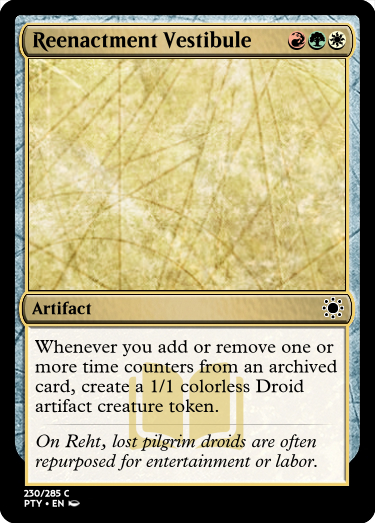 Reenactment Vestibule
Artifact
Whenever you add or remove one or
more time counters from an archived
card, create a 1/1 colorless Droid
artifact creature token.
On Reht, lost pilgrim droids are often
repurposed for entertainment or labor.
230/285 C
PTY • EN